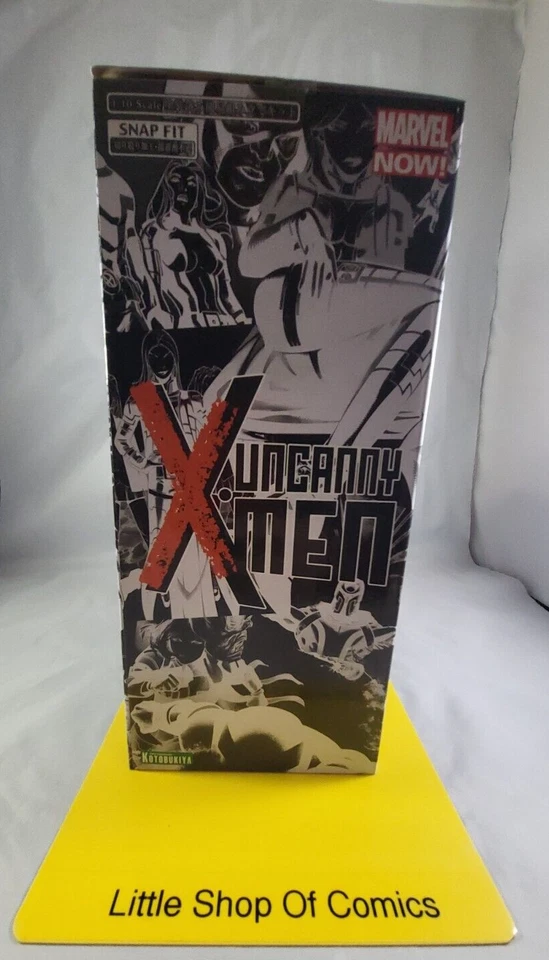 SNAP FIT
MARVEL
NOW!
UNCANNY
X-MEN
KOTOBUKIYA
Little Shop Of Comics